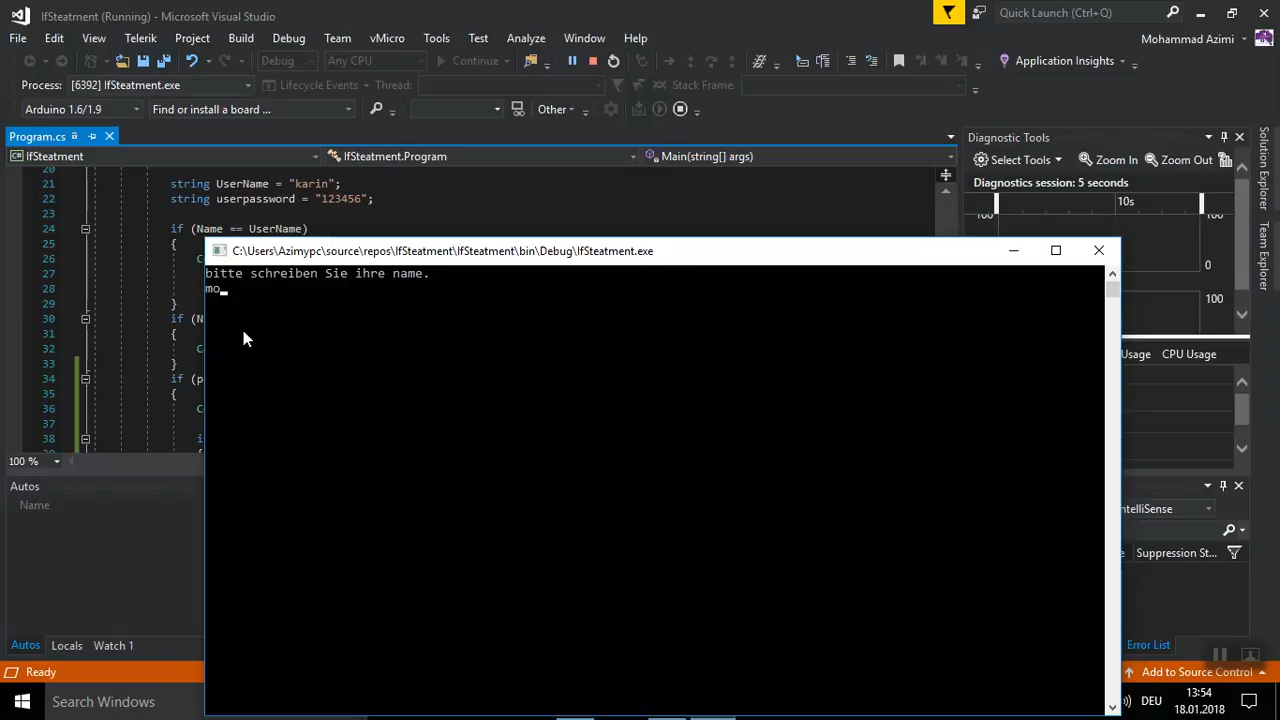 IfSteatment (Running) - Microsoft Visual Studio
Quick Launch (Ctrl+Q)
File Edit View Telerik Project Build Debug Team vMicro Tools Test Analyze Window Help
Mohammad Azimi
Debug Any CPU Continue Application Insights
Process: [6392] IfSteatment.exe Lifecycle Events Thread: Stack Frame:
Arduino 1.6/1.9 Find or install a board ... Other
Program.cs
IfSteatment IfSteatment.Program Main(string[] args)
20
21 string UserName = "karin";
22 string userpassword = "123456";
23
24 if (Name == UserName)
25 {
26 C
27
28
29 }
30 if (N
31 {
32 C
33 }
34 if (p
35 {
36 C
37
38 i
100 %
C:\Users\Azimypc\source\repos\IfSteatment\IfSteatment\bin\Debug\IfSteatment.exe
bitte schreiben Sie ihre name.
mo_
Diagnostic Tools
Select Tools Zoom In Zoom Out
Diagnostics session: 5 seconds
10s
100 100
0
100
Usage CPU Usage
Solution Explorer
Team Explorer
Autos
Name
IntelliSense
Suppression St...
Autos Locals Watch 1
Error List
Ready
Add to Source Control
Search Windows
DEU
13:54
18.01.2018